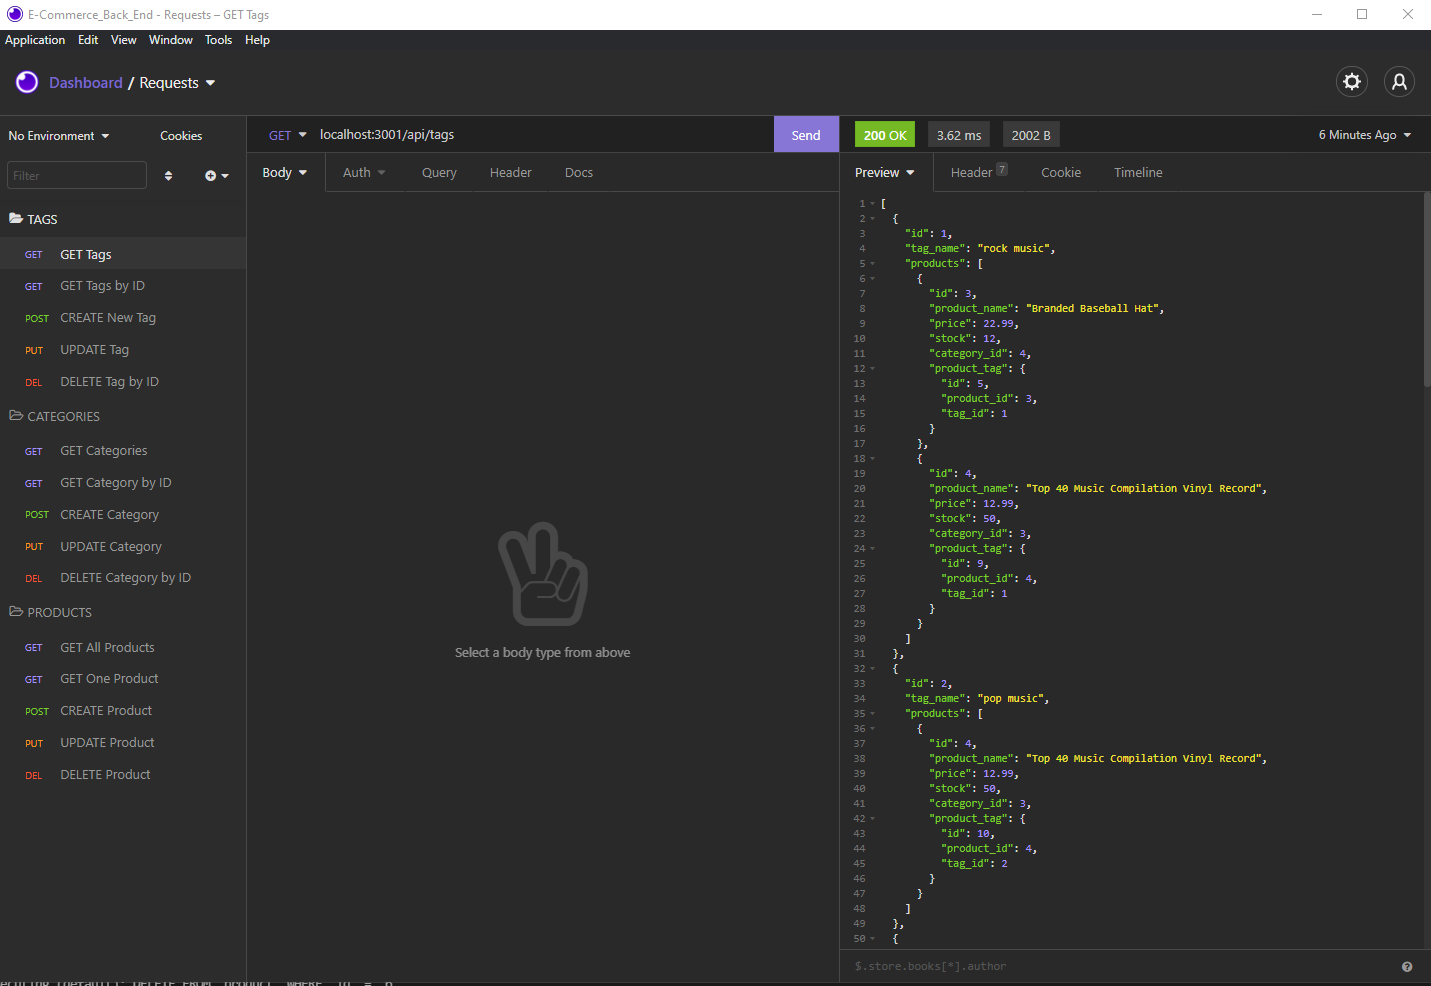 E-Commerce_Back_End - Requests – GET Tags
Application Edit View Window Tools Help
Dashboard / Requests
No Environment Cookies
Filter
TAGS
GET GET Tags
GET GET Tags by ID
POST CREATE New Tag
PUT UPDATE Tag
DEL DELETE Tag by ID
CATEGORIES
GET GET Categories
GET GET Category by ID
POST CREATE Category
PUT UPDATE Category
DEL DELETE Category by ID
PRODUCTS
GET GET All Products
GET GET One Product
POST CREATE Product
PUT UPDATE Product
DEL DELETE Product
GET localhost:3001/api/tags Send
Body Auth Query Header Docs
Select a body type from above
200 OK 3.62 ms 2002 B 6 Minutes Ago
Preview Header 7 Cookie Timeline
1 [
2 {
3 "id": 1,
4 "tag_name": "rock music",
5 "products": [
6 {
7 "id": 3,
8 "product_name": "Branded Baseball Hat",
9 "price": 22.99,
10 "stock": 12,
11 "category_id": 4,
12 "product_tag": {
13 "id": 5,
14 "product_id": 3,
15 "tag_id": 1
16 }
17 },
18 {
19 "id": 4,
20 "product_name": "Top 40 Music Compilation Vinyl Record",
21 "price": 12.99,
22 "stock": 50,
23 "category_id": 3,
24 "product_tag": {
25 "id": 9,
26 "product_id": 4,
27 "tag_id": 1
28 }
29 }
30 ]
31 },
32 {
33 "id": 2,
34 "tag_name": "pop music",
35 "products": [
36 {
37 "id": 4,
38 "product_name": "Top 40 Music Compilation Vinyl Record",
39 "price": 12.99,
40 "stock": 50,
41 "category_id": 3,
42 "product_tag": {
43 "id": 10,
44 "product_id": 4,
45 "tag_id": 2
46 }
47 }
48 ]
49 },
50 {
$.store.books[*].author